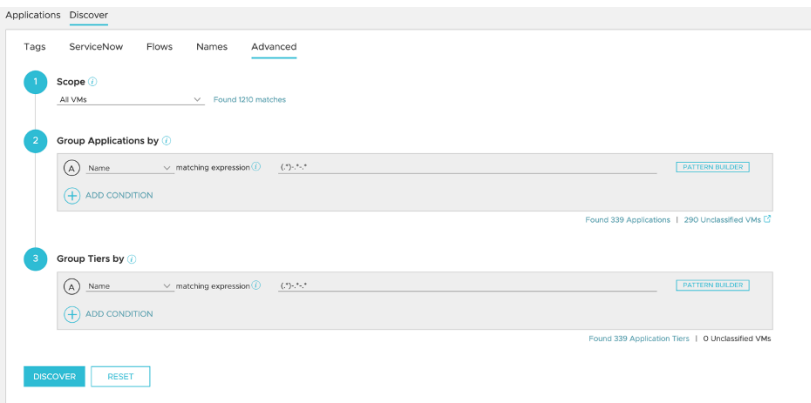 Applications Discover
Tags ServiceNow Flows Names Advanced
1 Scope i
All VMs Found 1210 matches
2 Group Applications by i
A Name matching expression i (.*)-.*-.* PATTERN BUILDER
+ ADD CONDITION
Found 339 Applications | 290 Unclassified VMs
3 Group Tiers by i
A Name matching expression i (.*)-.*-.* PATTERN BUILDER
+ ADD CONDITION
Found 339 Application Tiers | 0 Unclassified VMs
DISCOVER RESET